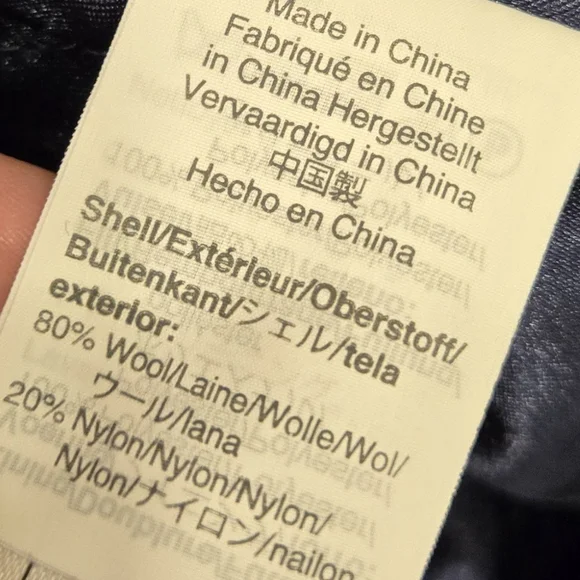 Made in China
Fabriqué en Chine
in China Hergestellt
Vervaardigd in China
中国製
Hecho en China
Shell/Extérieur/Oberstoff/
Buitenkant/シェル/tela
exterior:
80% Wool/Laine/Wolle/Wol/
ウール/lana
20% Nylon/Nylon/Nylon/
Nylon/ナイロン/nailon